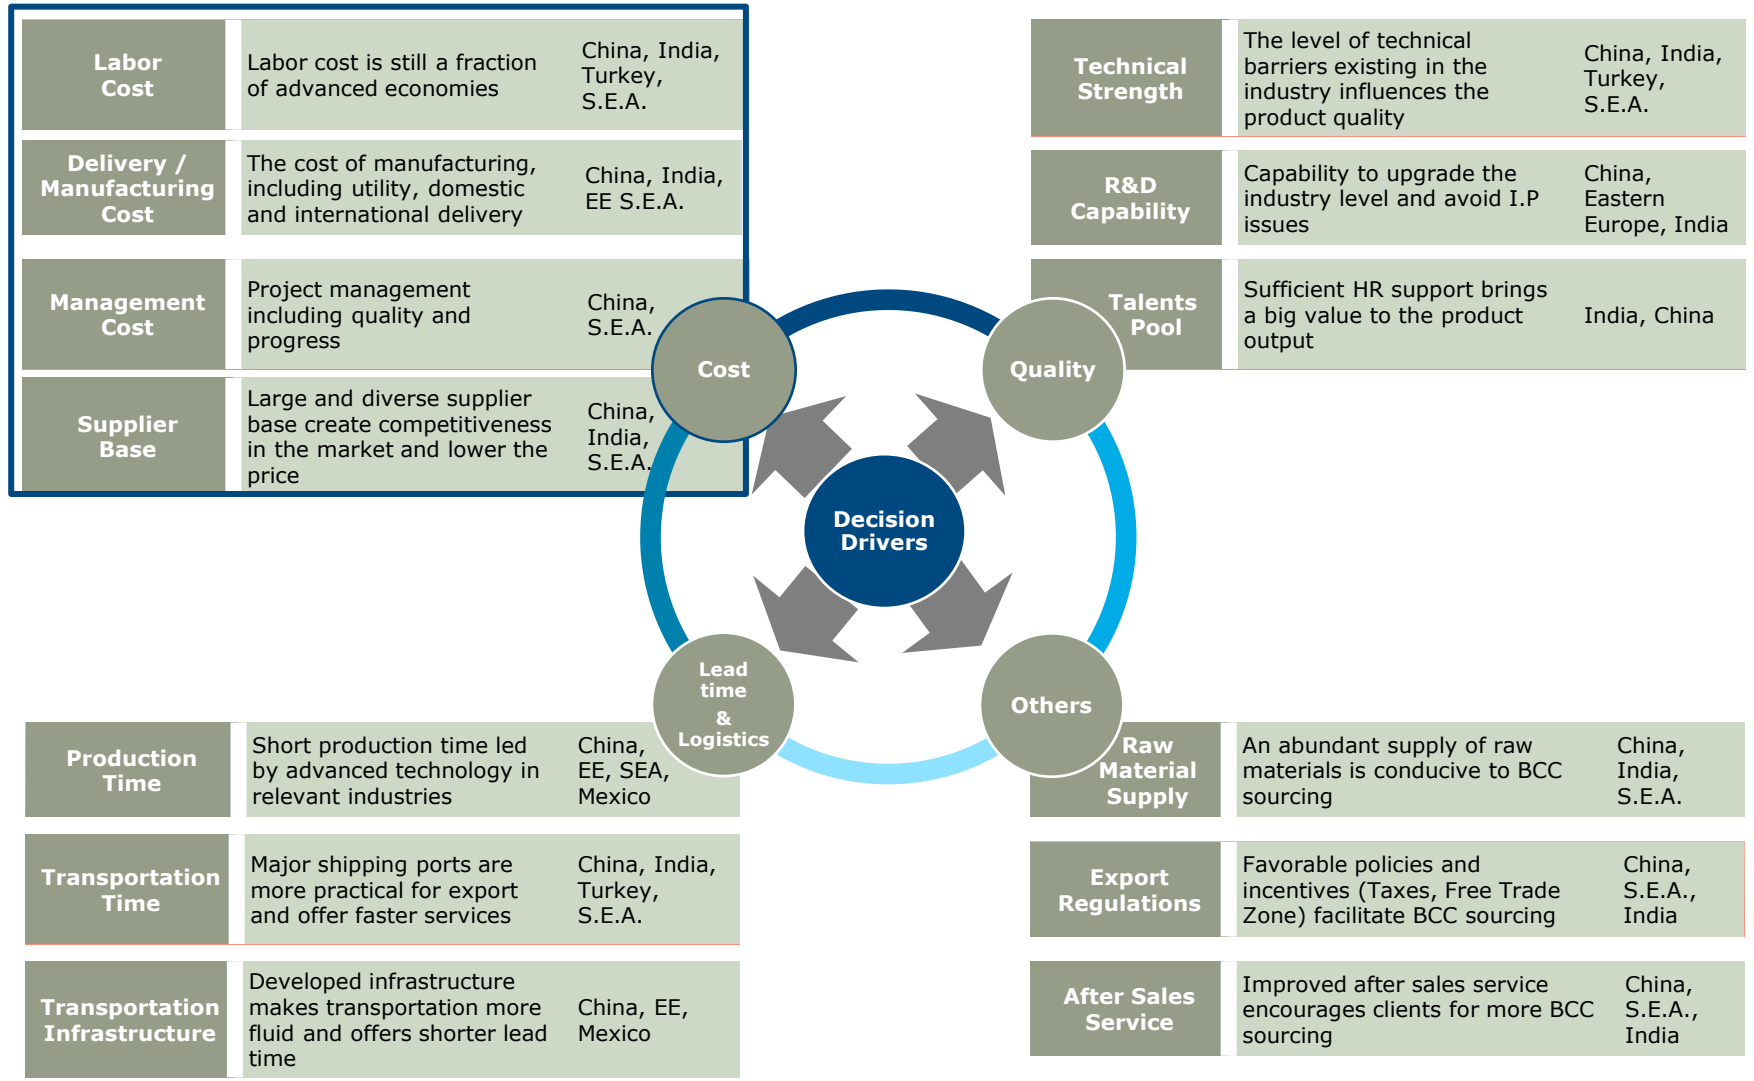 Labor
Cost
Labor cost is still a fraction
of advanced economies
China, India,
Turkey,
S.E.A.
Delivery /
Manufacturing
Cost
The cost of manufacturing,
including utility, domestic
and international delivery
China, India,
EE S.E.A.
Management
Cost
Project management
including quality and
progress
China,
S.E.A.
Supplier
Base
Large and diverse supplier
base create competitiveness
in the market and lower the
price
China,
India,
S.E.A.
Technical
Strength
The level of technical
barriers existing in the
industry influences the
product quality
China, India,
Turkey,
S.E.A.
R&D
Capability
Capability to upgrade the
industry level and avoid I.P
issues
China,
Eastern
Europe, India
Talents
Pool
Sufficient HR support brings
a big value to the product
output
India, China
Cost
Quality
Decision
Drivers
Lead
time
&
Logistics
Others
Production
Time
Short production time led
by advanced technology in
relevant industries
China,
EE, SEA,
Mexico
Transportation
Time
Major shipping ports are
more practical for export
and offer faster services
China, India,
Turkey,
S.E.A.
Transportation
Infrastructure
Developed infrastructure
makes transportation more
fluid and offers shorter lead
time
China, EE,
Mexico
Raw
Material
Supply
An abundant supply of raw
materials is conducive to BCC
sourcing
China,
India,
S.E.A.
Export
Regulations
Favorable policies and
incentives (Taxes, Free Trade
Zone) facilitate BCC sourcing
China,
S.E.A.,
India
After Sales
Service
Improved after sales service
encourages clients for more BCC
sourcing
China,
S.E.A.,
India